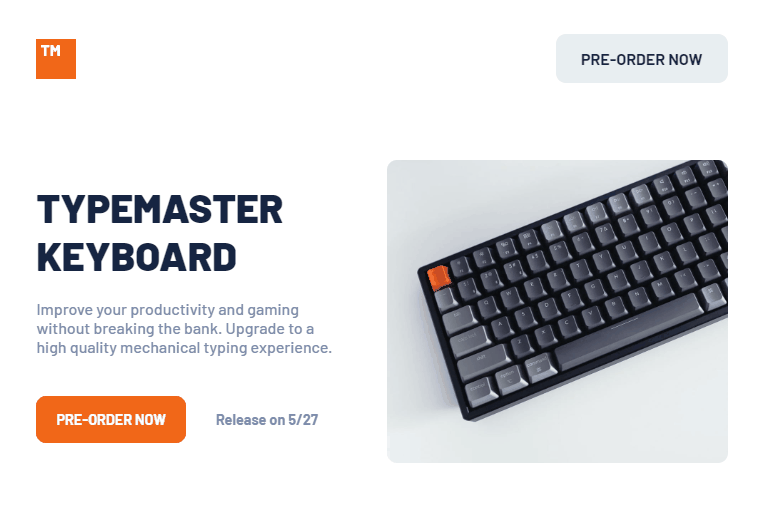 TM
PRE-ORDER NOW
TYPEMASTER
KEYBOARD
Improve your productivity and gaming
without breaking the bank. Upgrade to a
high quality mechanical typing experience.
PRE-ORDER NOW
Release on 5/27